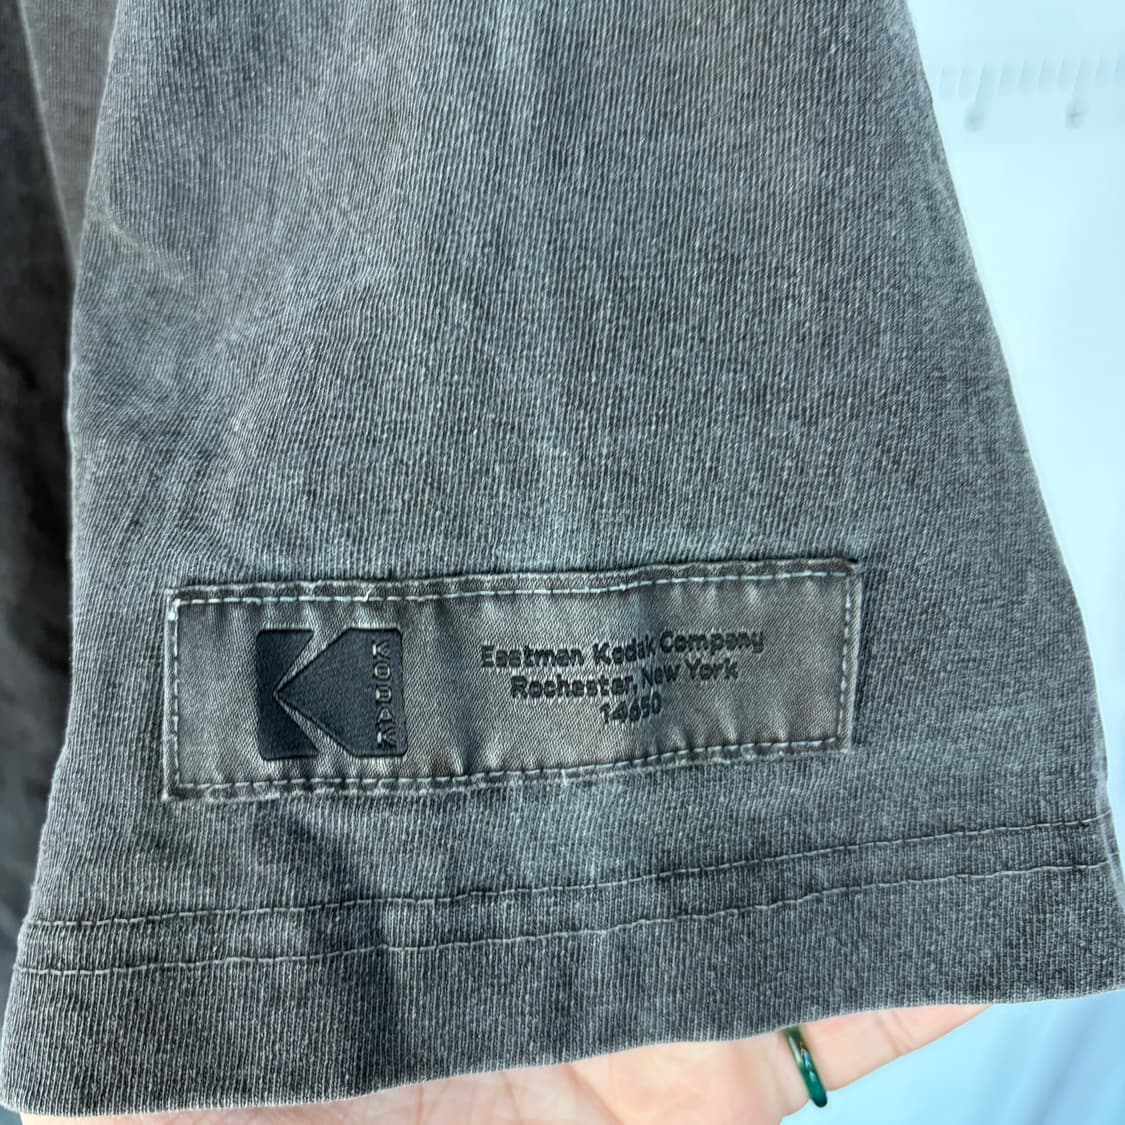 KODAK
Eastman Kodak Company
Rochester, New York
14650